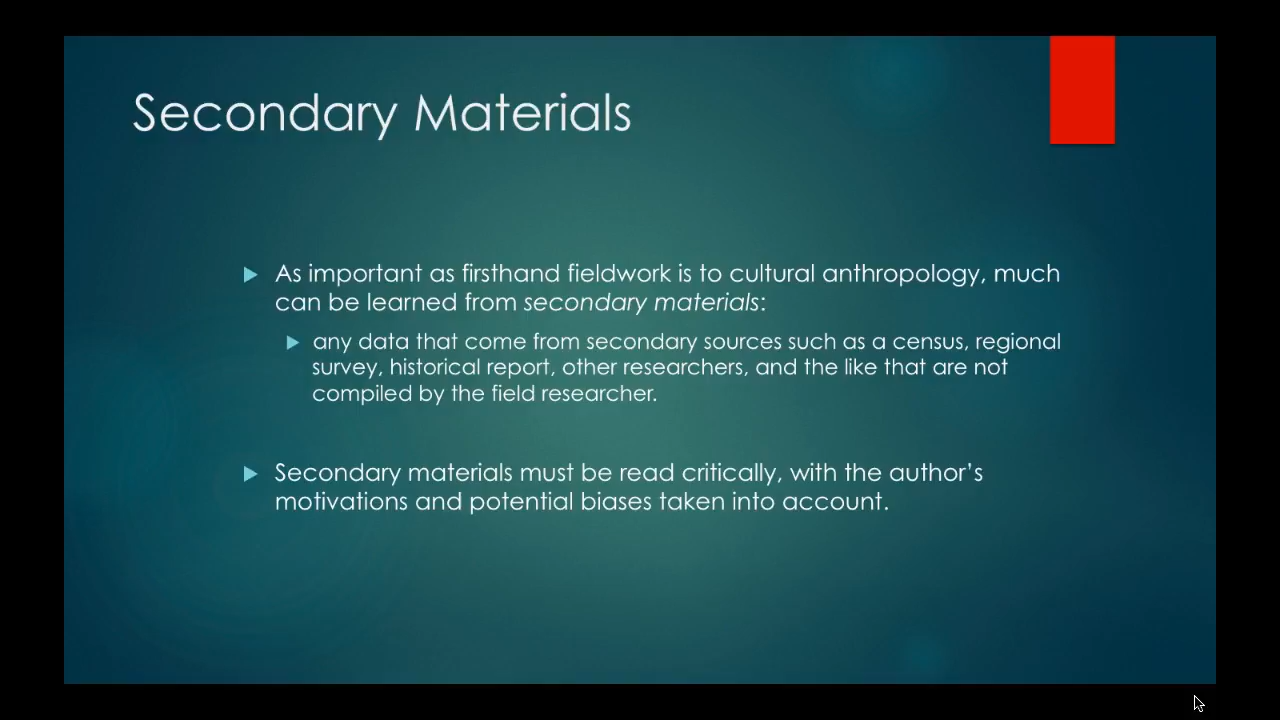 Secondary Materials
As important as firsthand fieldwork is to cultural anthropology, much
can be learned from secondary materials:
any data that come from secondary sources such as a census, regional
survey, historical report, other researchers, and the like that are not
compiled by the field researcher.
Secondary materials must be read critically, with the author’s
motivations and potential biases taken into account.